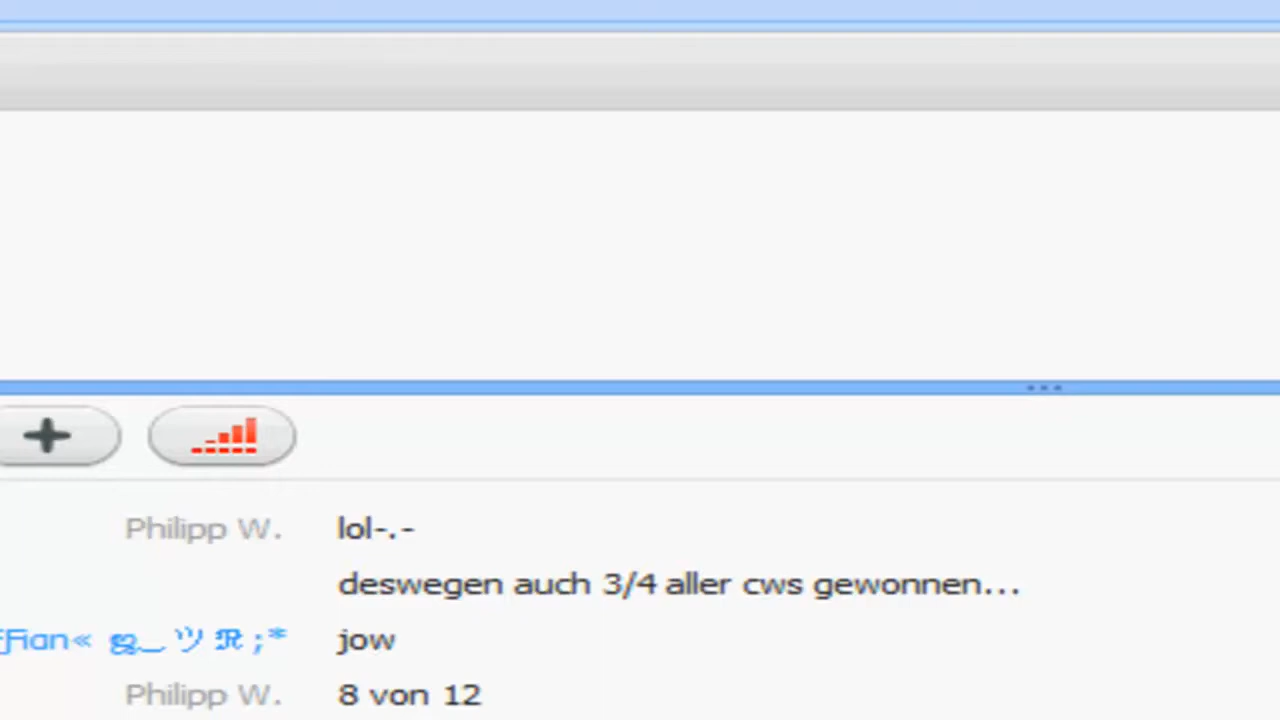 Philipp W. lol-.-
deswegen auch 3/4 aller cws gewonnen...
jow
Philipp W. 8 von 12